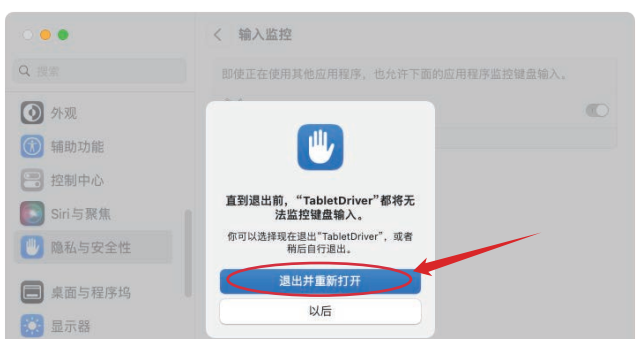 输入监控
搜索
即使正在使用其他应用程序，也允许下面的应用程序监控键盘输入。
外观
辅助功能
控制中心
Siri与聚焦
隐私与安全性
桌面与程序坞
显示器
直到退出前，“TabletDriver”都将无
法监控键盘输入。
你可以选择现在退出“TabletDriver”，或者
稍后自行退出。
退出并重新打开
以后